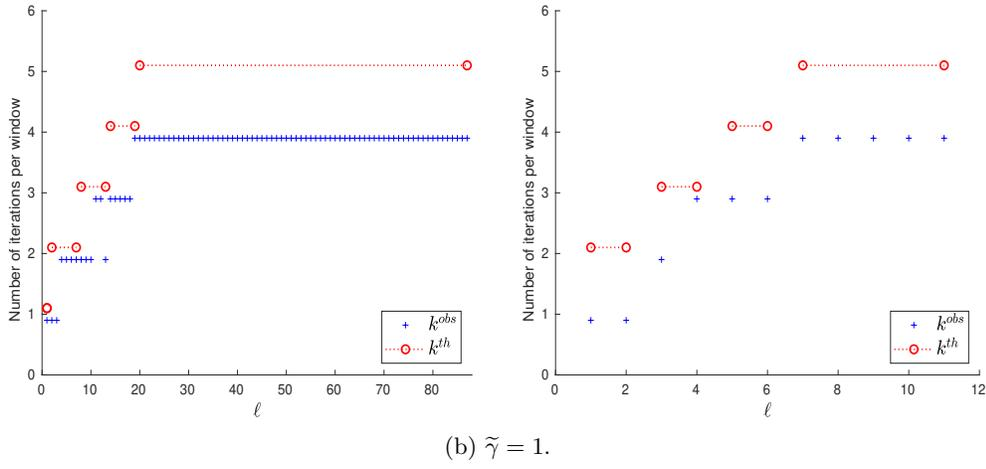 6
5
4
3
2
1
0
Number of iterations per window
0 10 20 30 40 50 60 70 80
ℓ
k^{obs}
k^{th}
6
5
4
3
2
1
0
Number of iterations per window
0 2 4 6 8 10 12
ℓ
k^{obs}
k^{th}
(b) γ̃ = 1.